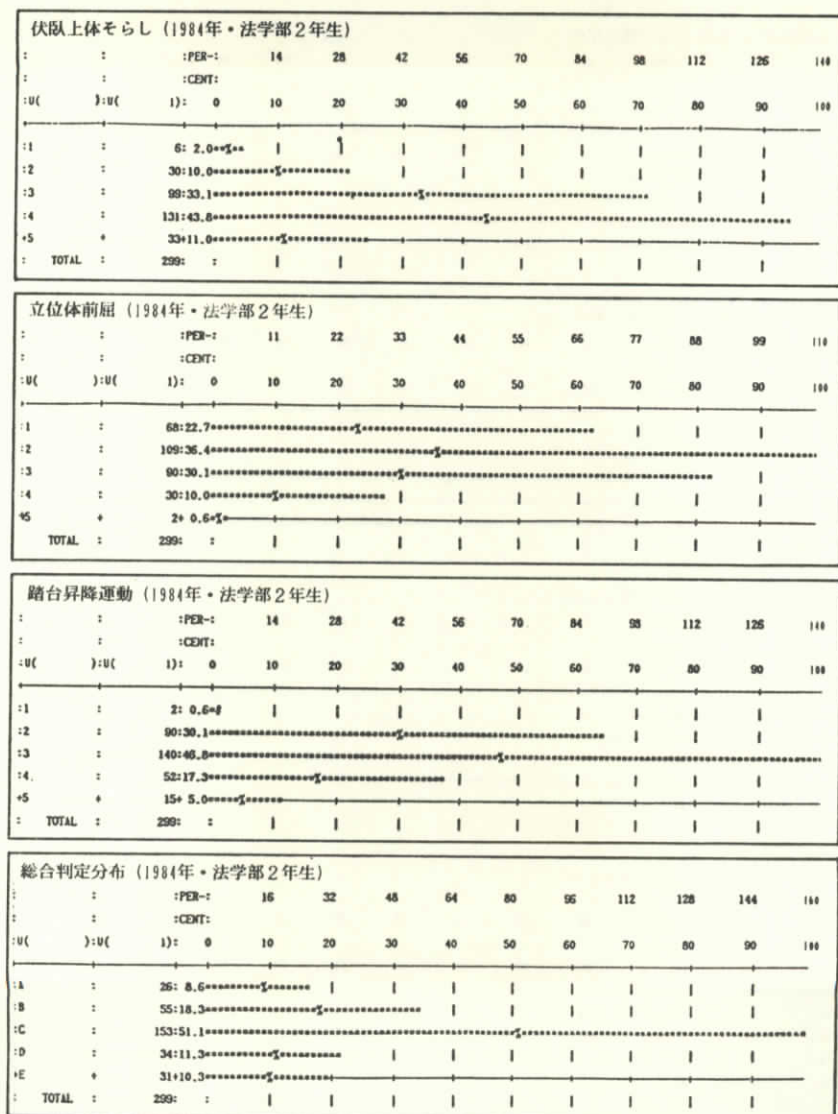 伏臥上体そらし (1984年・法学部2年生)
: : :PER-: 14 28 42 56 70 84 98 112 126 140
: : :CENT:
:U( ):U( 1): 0 10 20 30 40 50 60 70 80 90 100
:1 : 6: 2.0
:2 : 30:10.0
:3 : 99:33.1
:4 : 131:43.8
+5 + 33+11.0
: TOTAL : 299: :
立位体前屈 (1984年・法学部2年生)
: : :PER-: 11 22 33 44 55 66 77 88 99 110
: : :CENT:
:U( ):U( 1): 0 10 20 30 40 50 60 70 80 90 100
:1 : 68:22.7
:2 : 109:36.4
:3 : 90:30.1
:4 : 30:10.0
+5 + 2+ 0.6
TOTAL : 299: :
踏台昇降運動 (1984年・法学部2年生)
: : :PER-: 14 28 42 56 70 84 98 112 126 140
: : :CENT:
:U( ):U( 1): 0 10 20 30 40 50 60 70 80 90 100
:1 : 2: 0.6
:2 : 90:30.1
:3 : 140:46.8
:4 : 52:17.3
+5 + 15+ 5.0
: TOTAL : 299: :
総合判定分布 (1984年・法学部2年生)
: : :PER-: 16 32 48 64 80 96 112 128 144 160
: : :CENT:
:U( ):U( 1): 0 10 20 30 40 50 60 70 80 90 100
:A : 26: 8.6
:B : 55:18.3
:C : 153:51.1
:D : 34:11.3
+E + 31+10.3
: TOTAL : 299: :